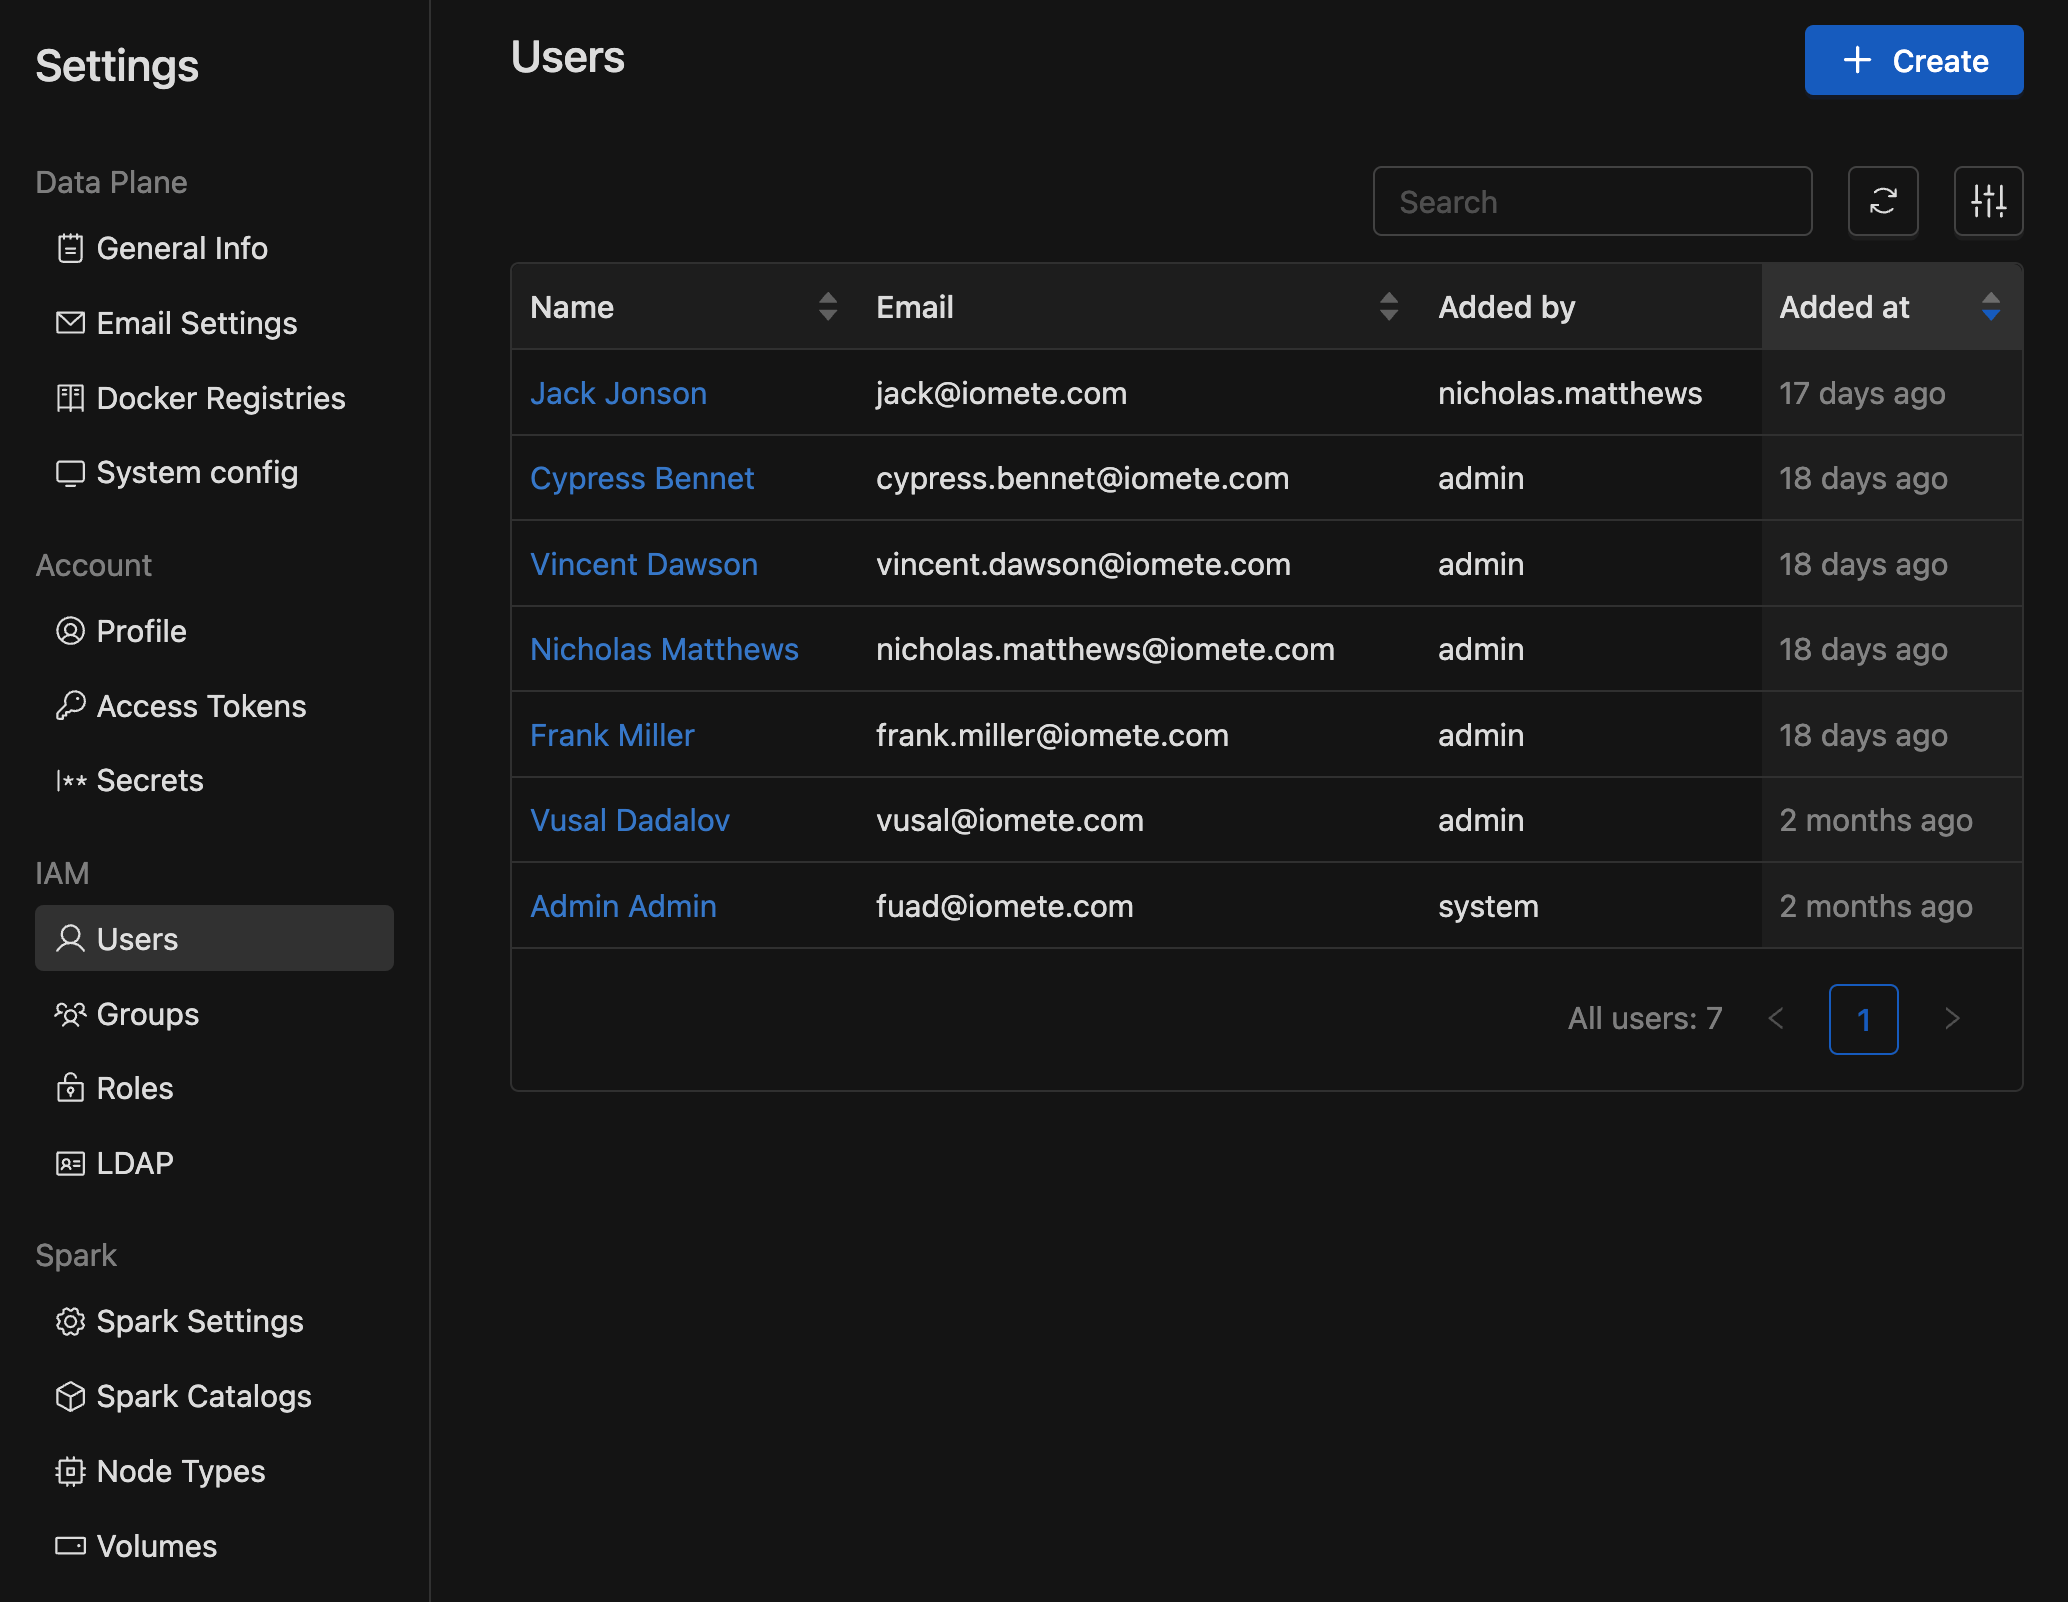 Settings
Data Plane
General Info
Email Settings
Docker Registries
System config
Account
Profile
Access Tokens
Secrets
IAM
Users
Groups
Roles
LDAP
Spark
Spark Settings
Spark Catalogs
Node Types
Volumes
Users
Create
Search
Name Email Added by Added at
Jack Jonson jack@iomete.com nicholas.matthews 17 days ago
Cypress Bennet cypress.bennet@iomete.com admin 18 days ago
Vincent Dawson vincent.dawson@iomete.com admin 18 days ago
Nicholas Matthews nicholas.matthews@iomete.com admin 18 days ago
Frank Miller frank.miller@iomete.com admin 18 days ago
Vusal Dadalov vusal@iomete.com admin 2 months ago
Admin Admin fuad@iomete.com system 2 months ago
All users: 7 < 1 >